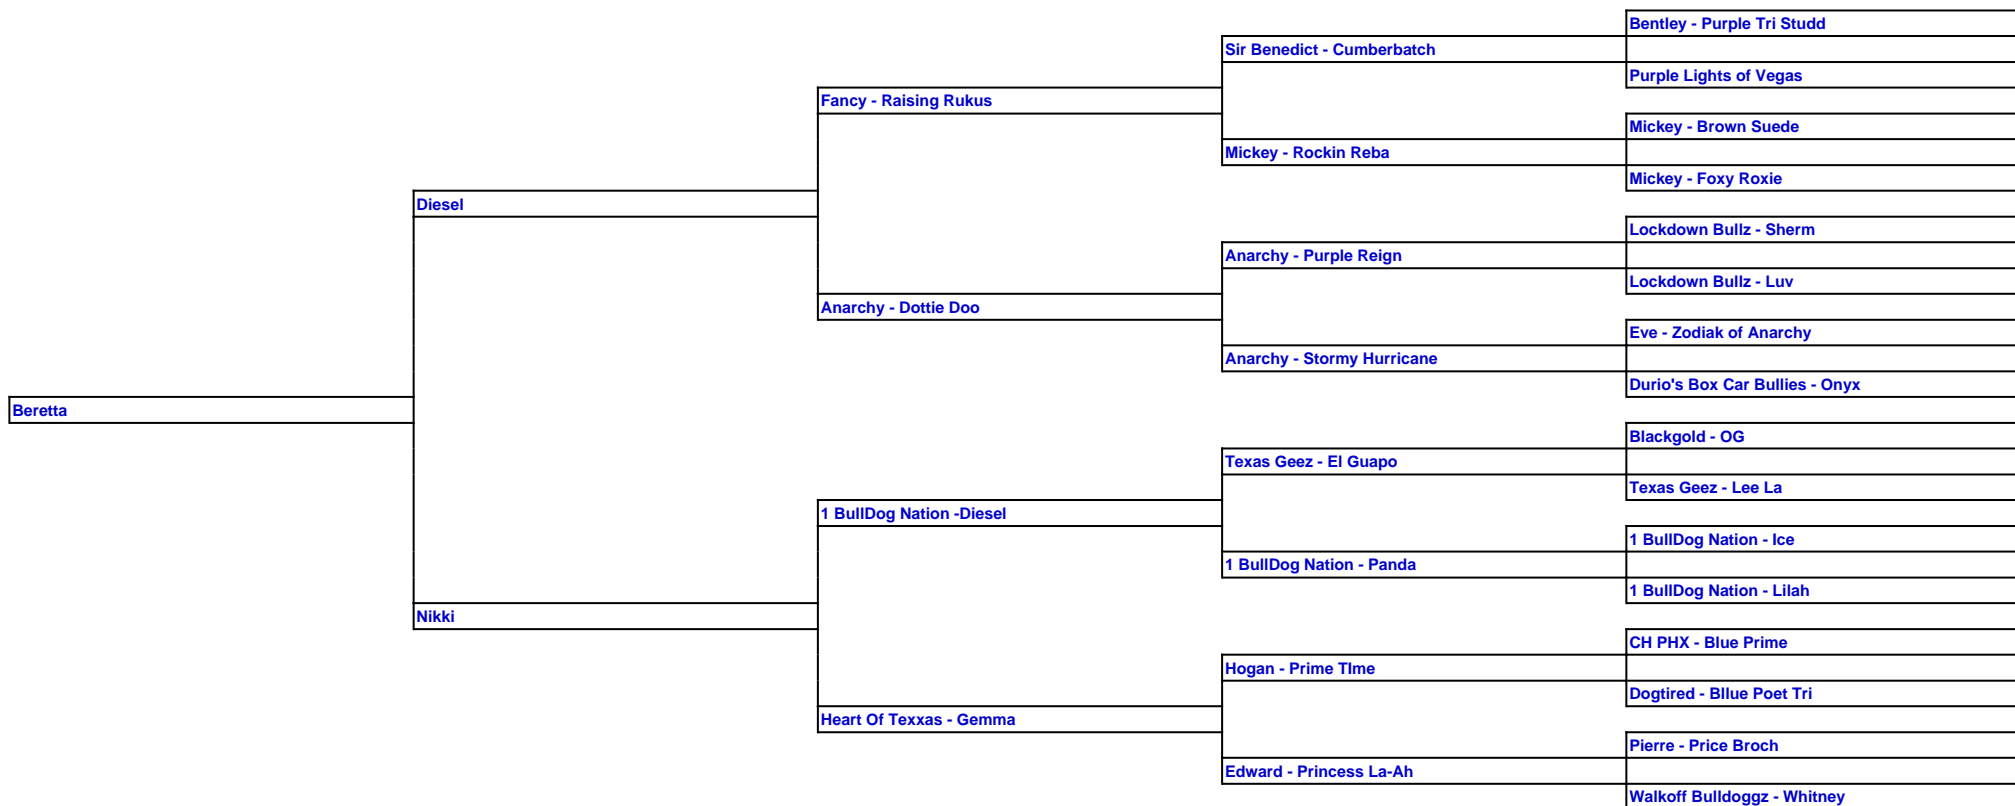 Bentley - Purple Tri Studd
Sir Benedict - Cumberbatch
Purple Lights of Vegas
Fancy - Raising Rukus
Mickey - Brown Suede
Mickey - Rockin Reba
Mickey - Foxy Roxie
Diesel
Lockdown Bullz - Sherm
Anarchy - Purple Reign
Lockdown Bullz - Luv
Anarchy - Dottie Doo
Eve - Zodiak of Anarchy
Anarchy - Stormy Hurricane
Durio's Box Car Bullies - Onyx
Beretta
Blackgold - OG
Texas Geez - El Guapo
Texas Geez - Lee La
1 BullDog Nation -Diesel
1 BullDog Nation - Ice
1 BullDog Nation - Panda
1 BullDog Nation - Lilah
Nikki
CH PHX - Blue Prime
Hogan - Prime TIme
Dogtired - Bllue Poet Tri
Heart Of Texxas - Gemma
Pierre - Price Broch
Edward - Princess La-Ah
Walkoff Bulldoggz - Whitney